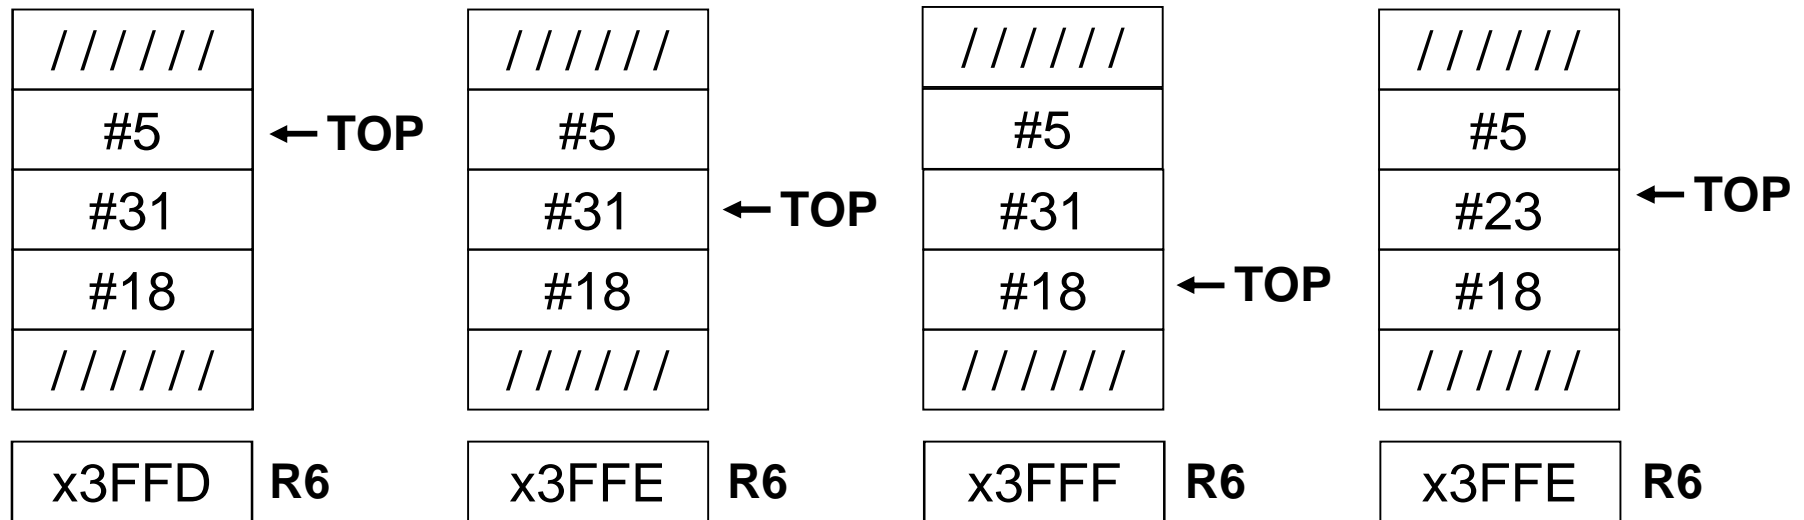 / / / / / / / / / / / / / / / / / / / / / / / /
#5 TOP #5 #5 #5
#31 #31 TOP #31 #23 TOP
#18 #18 #18 TOP #18
/ / / / / / / / / / / / / / / / / / / / / / / /
x3FFD R6 x3FFE R6 x3FFF R6 x3FFE R6